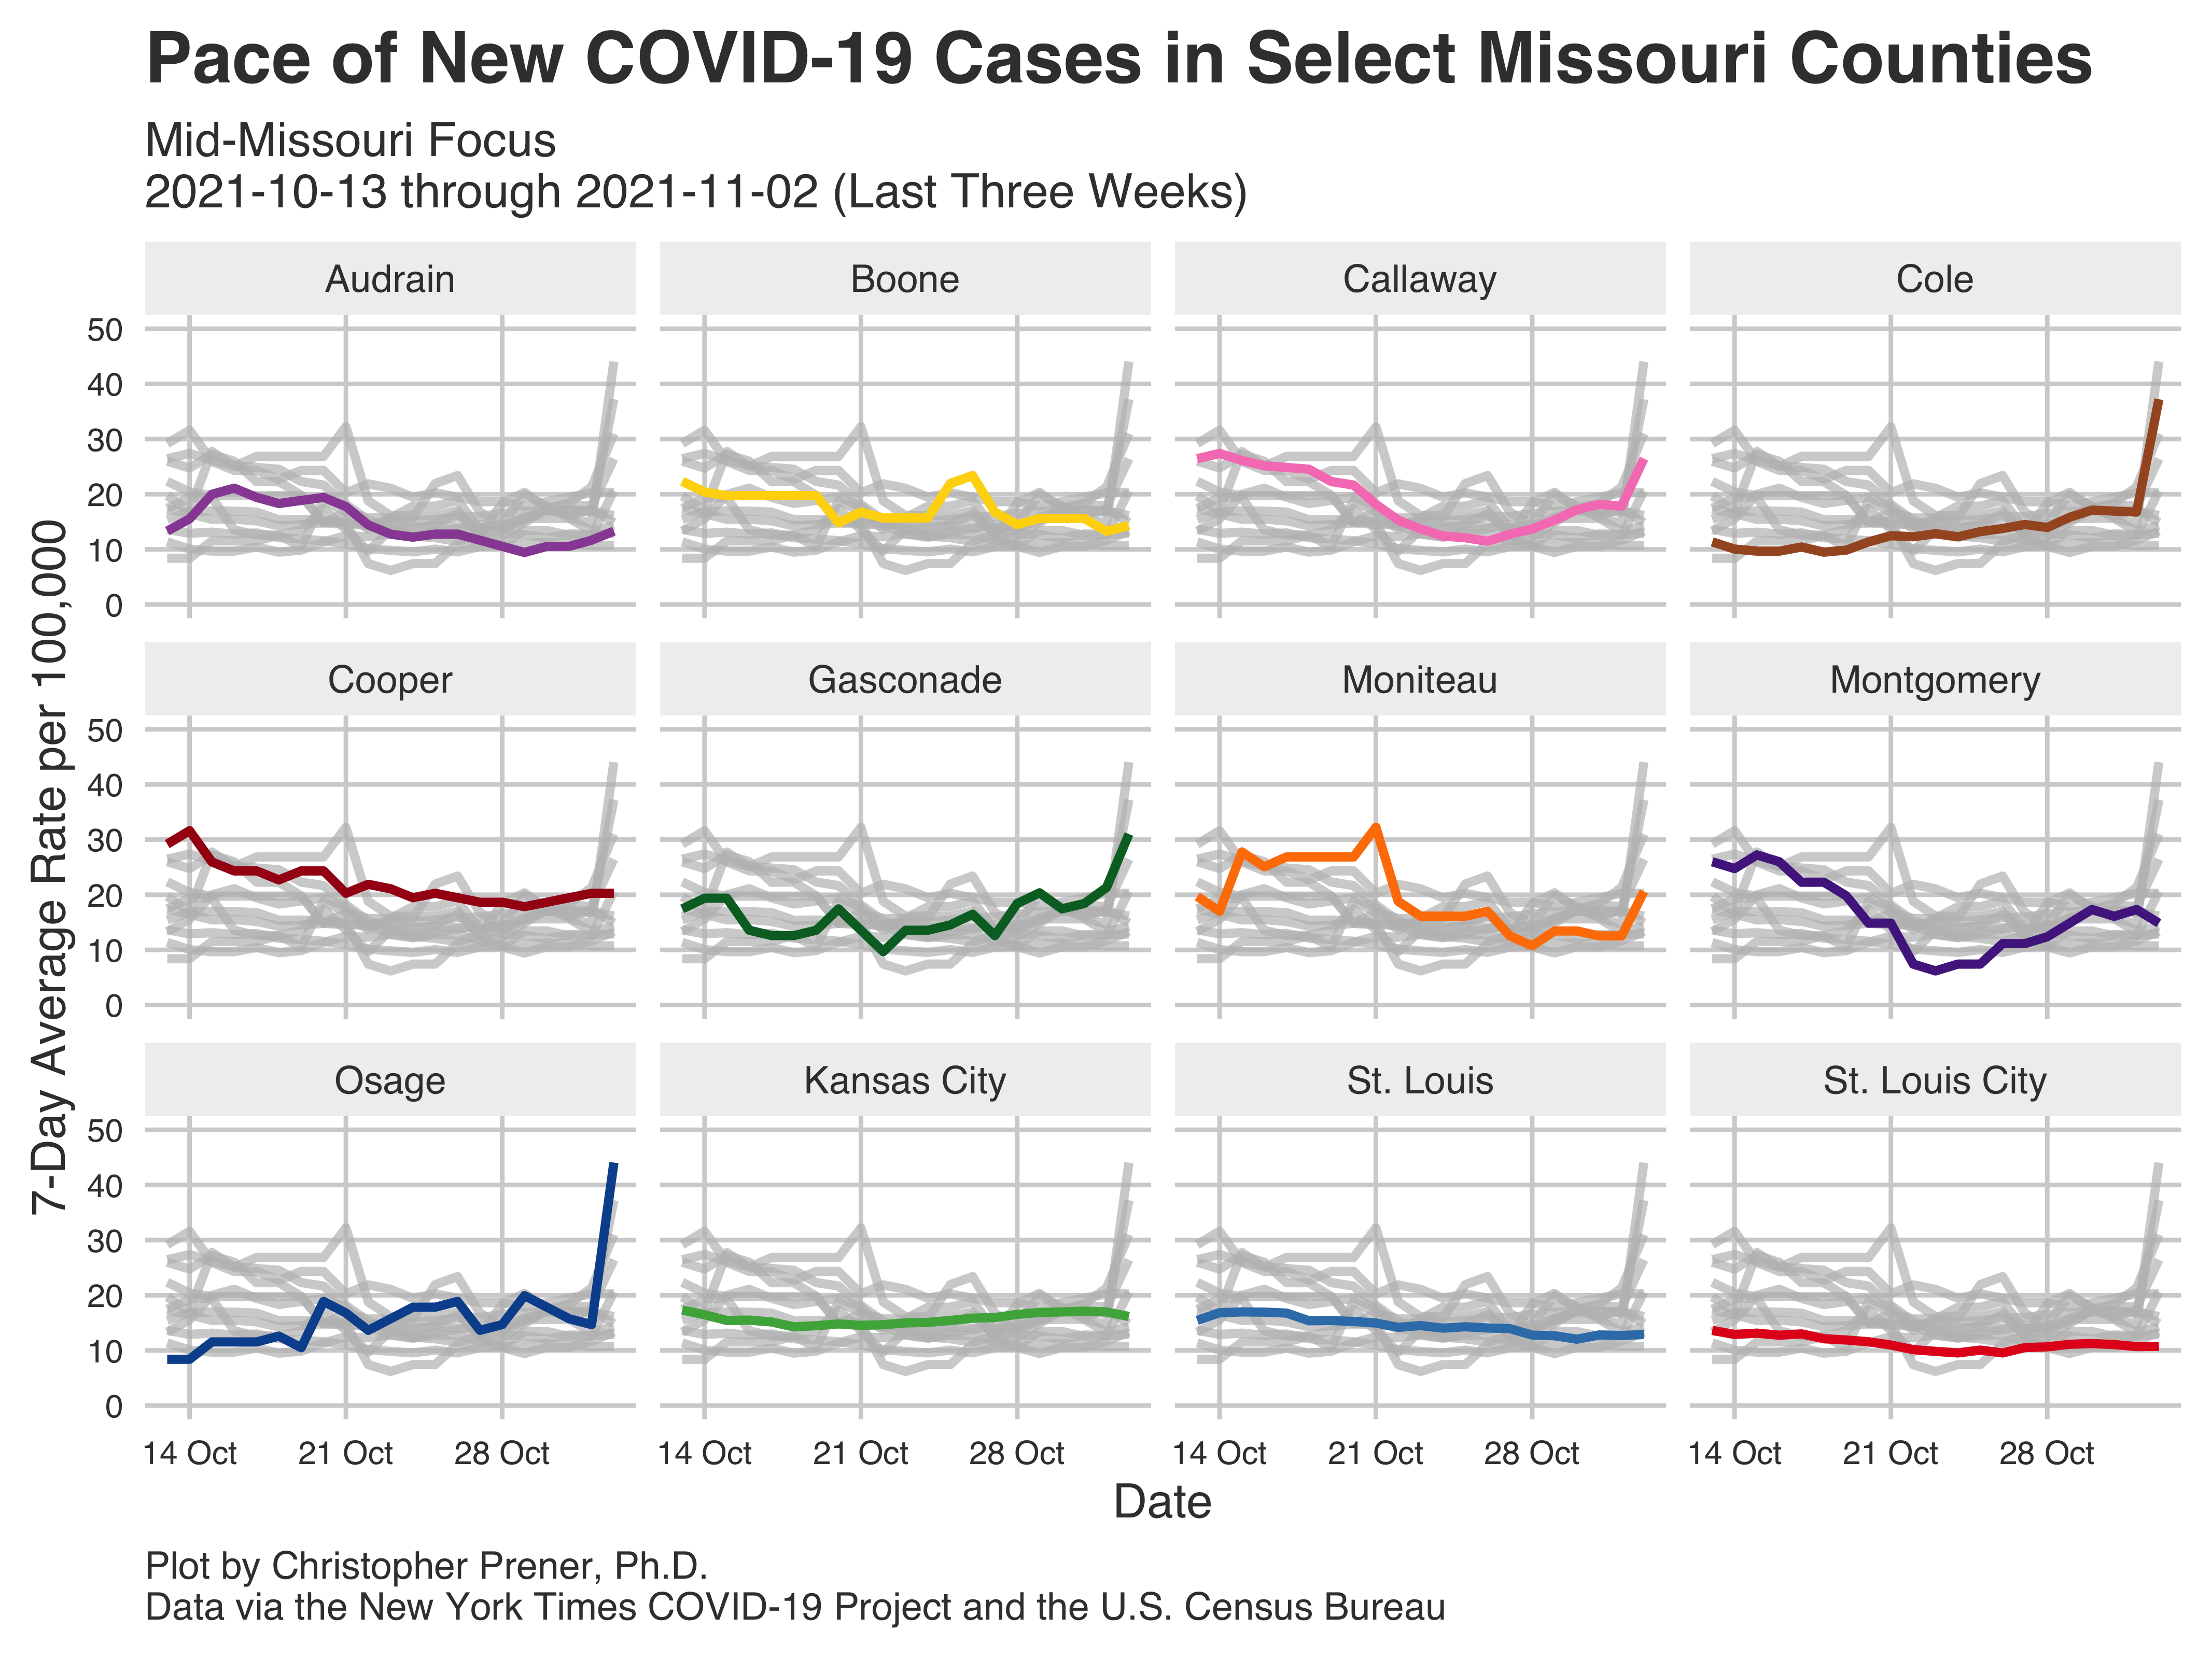 Pace of New COVID-19 Cases in Select Missouri Counties
Mid-Missouri Focus
2021-10-13 through 2021-11-02 (Last Three Weeks)
7-Day Average Rate per 100,000
Audrain
Boone
Callaway
Cole
50
40
30
20
10
0
Cooper
Gasconade
Moniteau
Montgomery
50
40
30
20
10
0
Osage
Kansas City
St. Louis
St. Louis City
50
40
30
20
10
0
14 Oct 21 Oct 28 Oct 14 Oct 21 Oct 28 Oct 14 Oct 21 Oct 28 Oct 14 Oct 21 Oct 28 Oct
Date
Plot by Christopher Prener, Ph.D.
Data via the New York Times COVID-19 Project and the U.S. Census Bureau